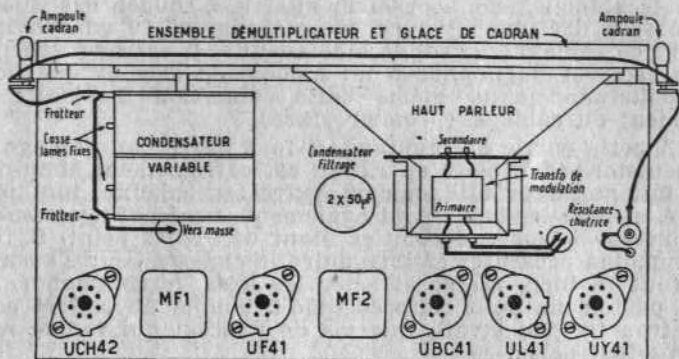 Ampoule
cadran
ENSEMBLE DÉMULTIPLICATEUR ET GLACE DE CADRAN
Ampoule
cadran
Frotteur
Cosse
lames fixes
CONDENSATEUR
VARIABLE
Frotteur
Vers masse
HAUT PARLEUR
Condensateur
Filtrage
2 x 50µF
Secondaire
Transfo de
modulation
Primaire
Résistance
chutrice
MF1
MF2
UCH42
UF41
UBC41
UL41
UY41